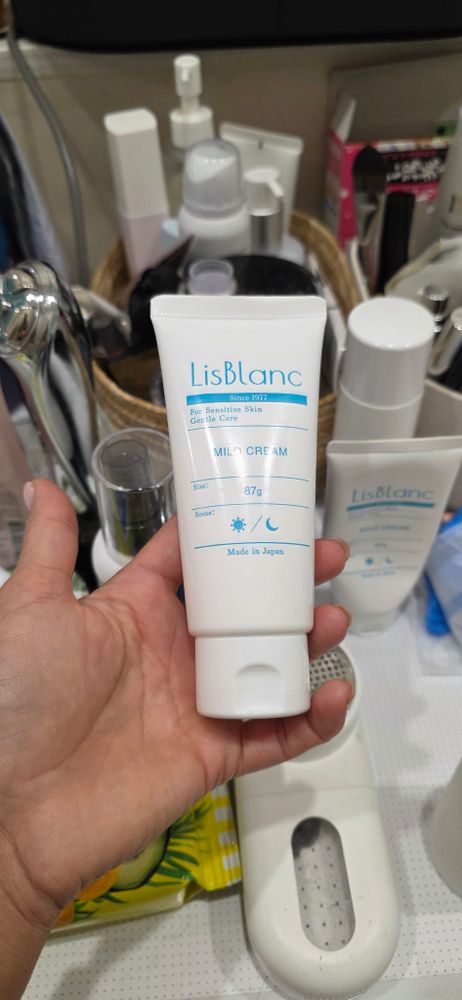 LisBlanc
Since 1977
For Sensitive Skin
Gentle Care
MILD CREAM
Size: 87g
Scene: /
Made in Japan
LisBlanc
MILD CREAM